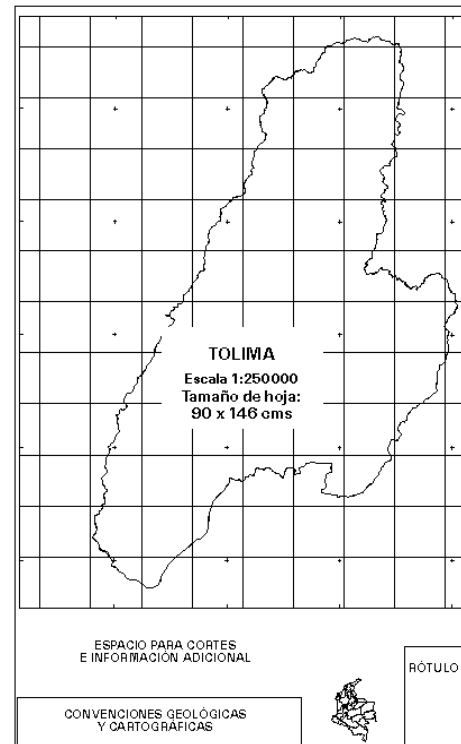 TOLIMA
Escala 1:250000
Tamaño de hoja:
90 x 146 cms
ESPACIO PARA CORTES
E INFORMACIÓN ADICIONAL
RÓTULO
CONVENCIONES GEOLÓGICAS
Y CARTOGRÁFICAS